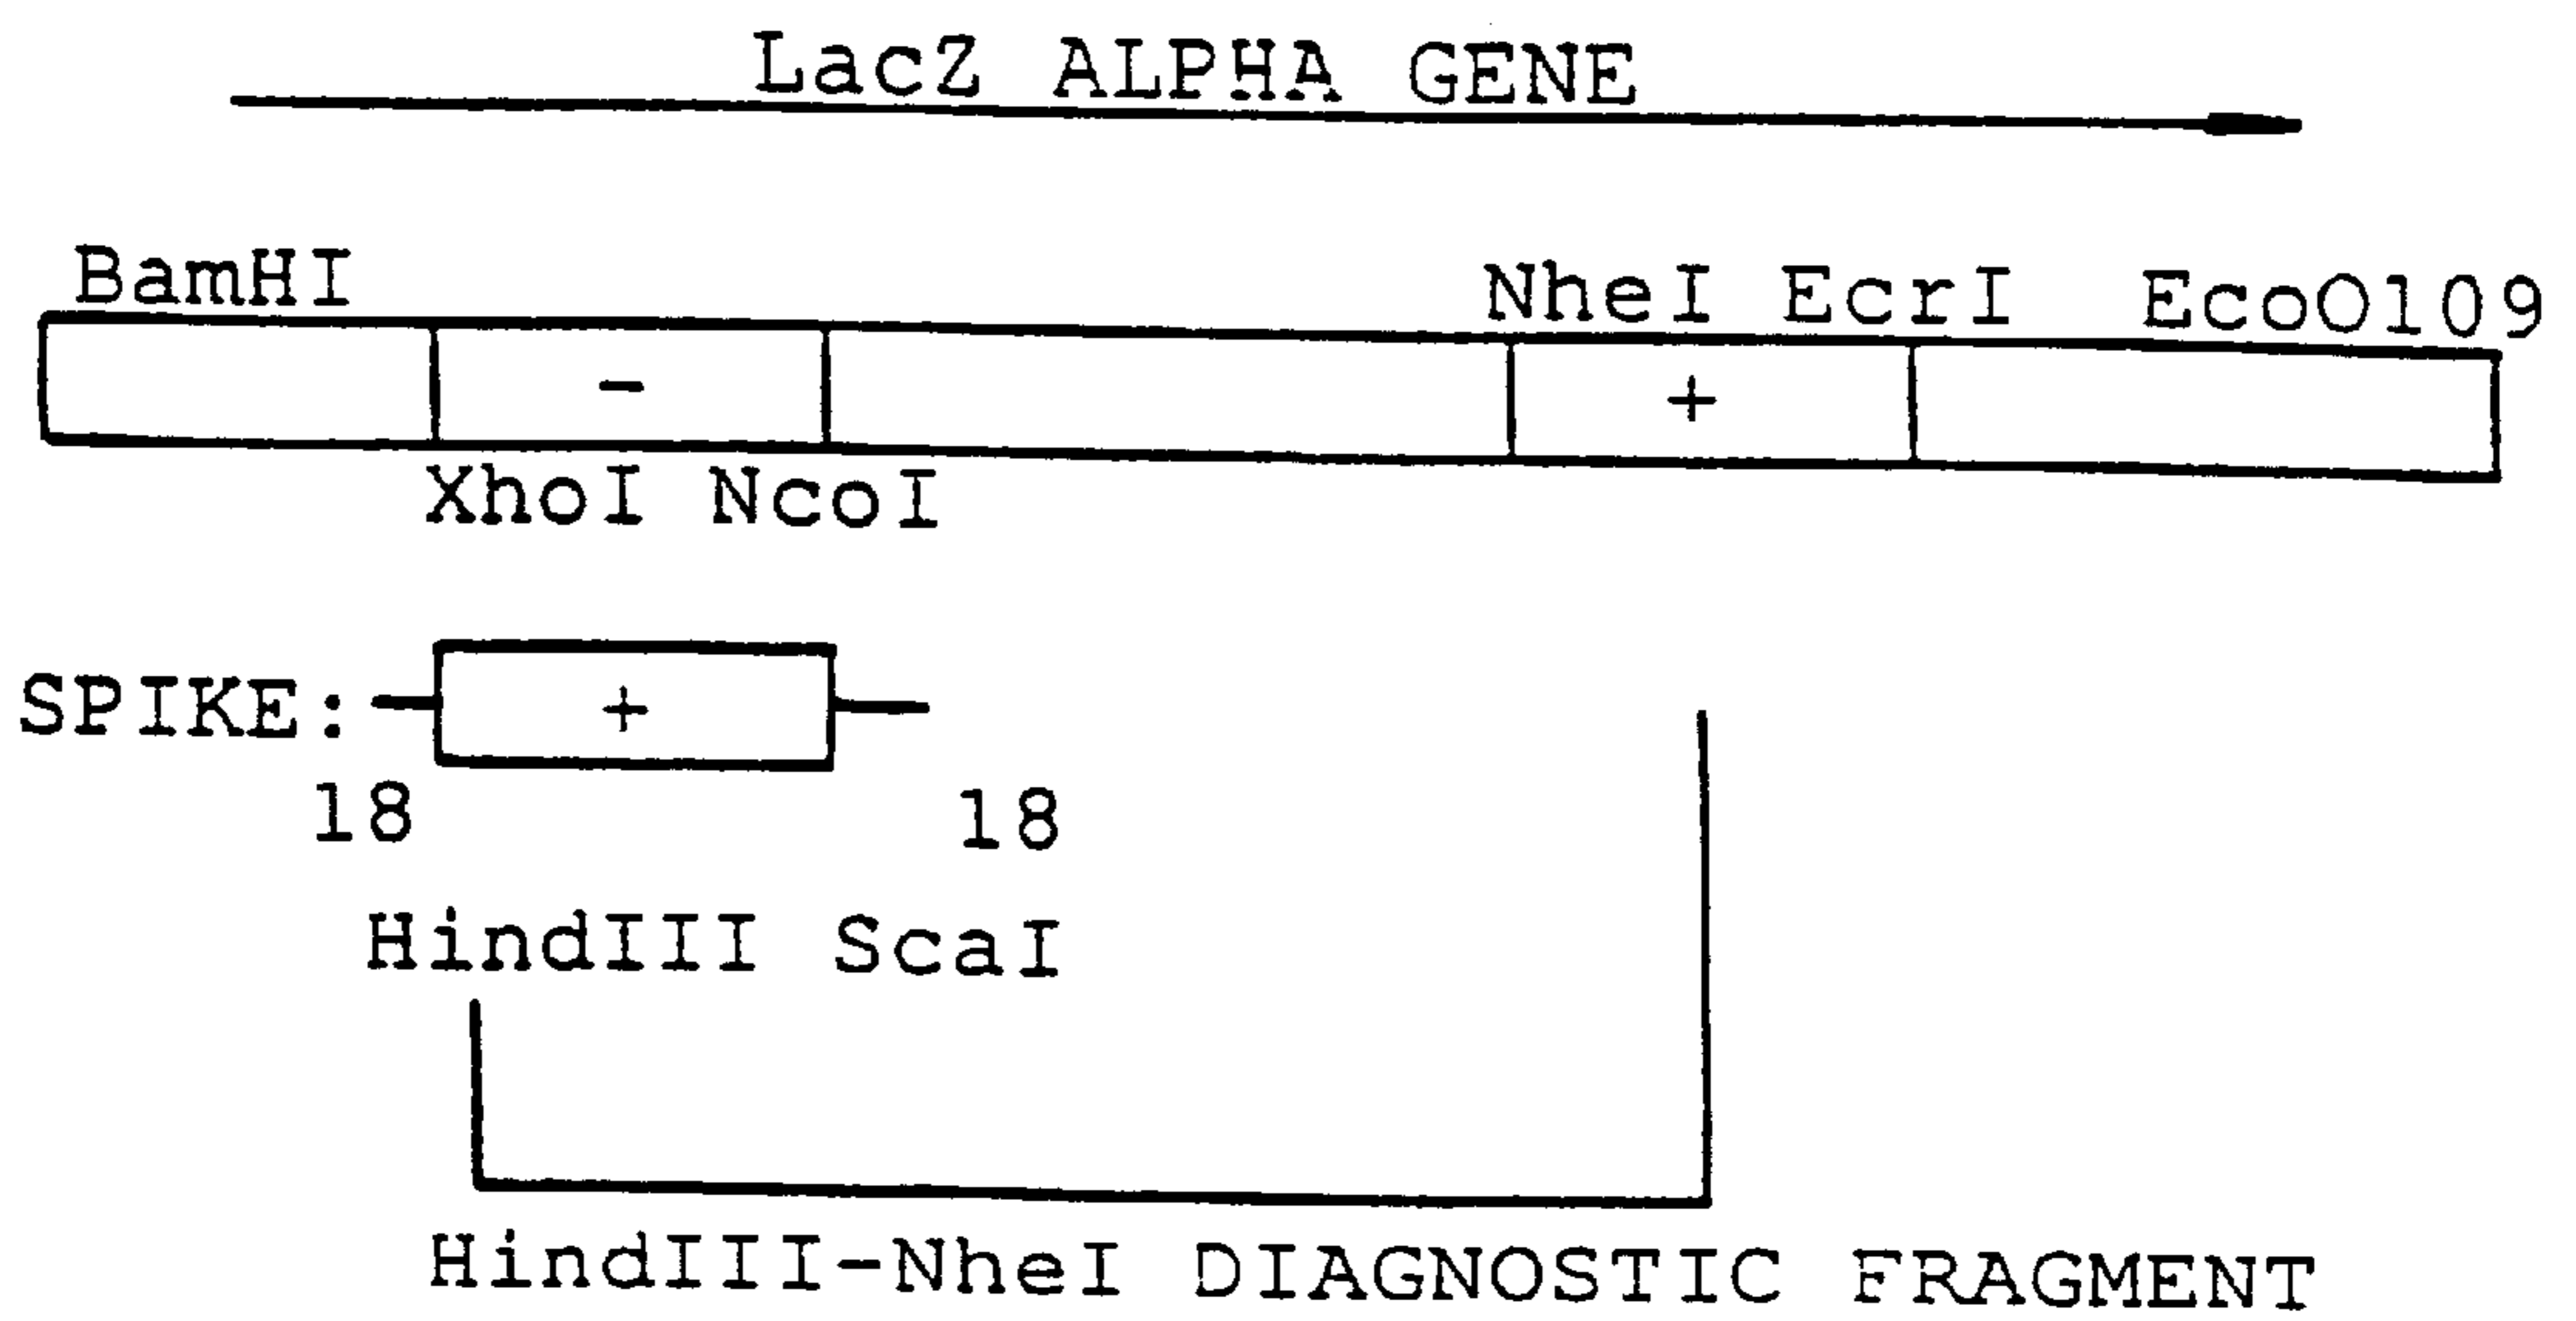 LacZ ALPHA GENE
BamHI NheI EcrI EcoO109
- +
XhoI NcoI
SPIKE: +
18 18
HindIII ScaI
HindIII-NheI DIAGNOSTIC FRAGMENT